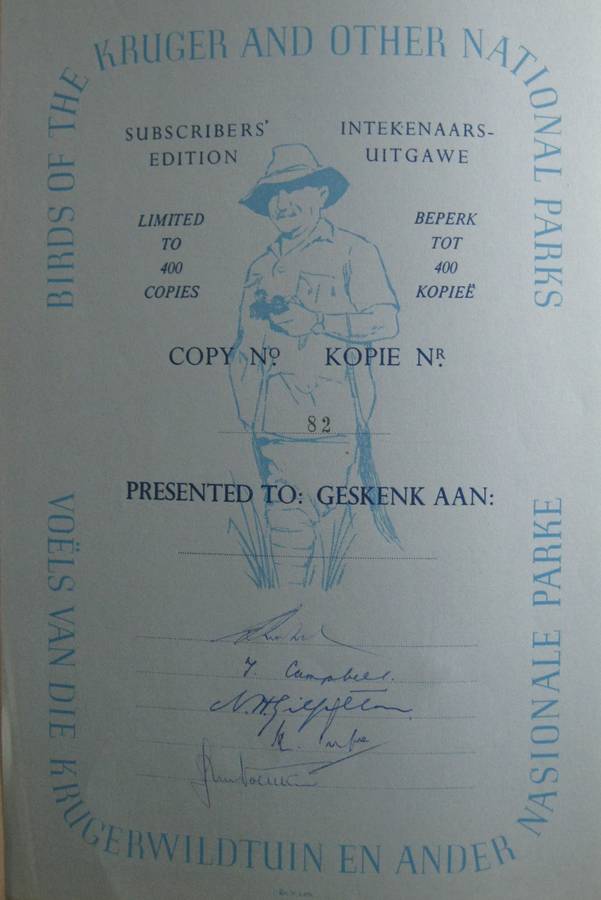 BIRDS OF THE KRUGER AND OTHER NATIONAL PARKS
SUBSCRIBERS' EDITION
INTEKENAARS-UITGAWE
LIMITED
TO
400
COPIES
BEPERK
TOT
400
KOPIEË
COPY Nº. KOPIE NR.
82
PRESENTED TO: GESKENK AAN:
Campbell.
VOËLS VAN DIE KRUGERWILDTUIN EN ANDER NASIONALE PARKE